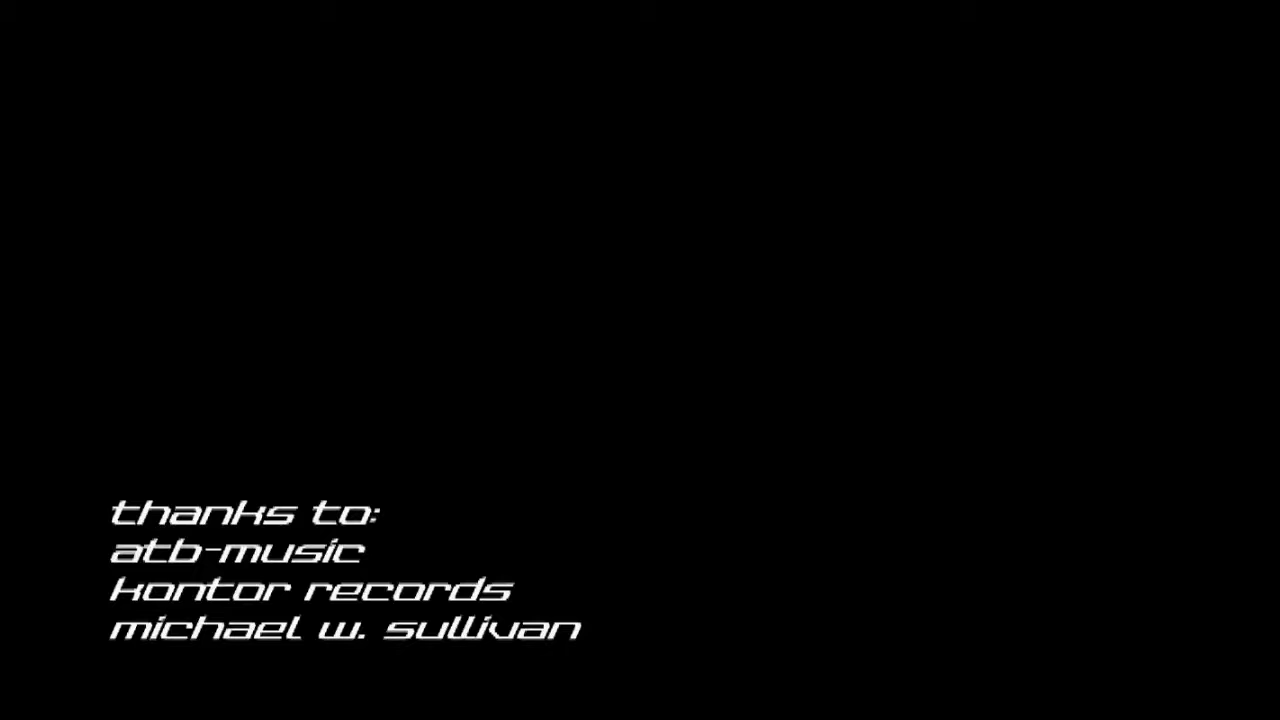 thanks to:
atb-music
kontor records
michael w. sullivan